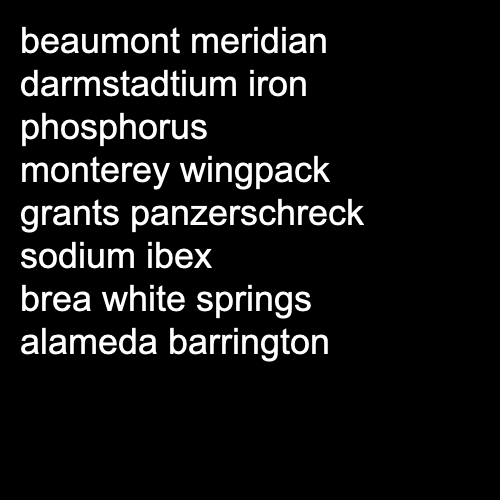 beaumont meridian
darmstadtium iron
phosphorus
monterey wingpack
grants panzerschreck
sodium ibex
brea white springs
alameda barrington